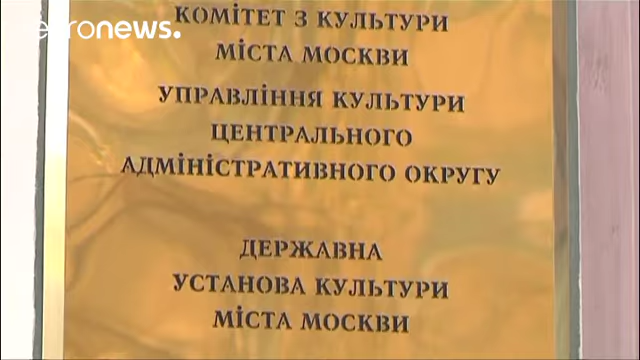 euronews.
КОМІТЕТ З КУЛЬТУРИ
МІСТА МОСКВИ
УПРАВЛІННЯ КУЛЬТУРИ
ЦЕНТРАЛЬНОГО
АДМІНІСТРАТИВНОГО ОКРУГУ
ДЕРЖАВНА
УСТАНОВА КУЛЬТУРИ
МІСТА МОСКВИ